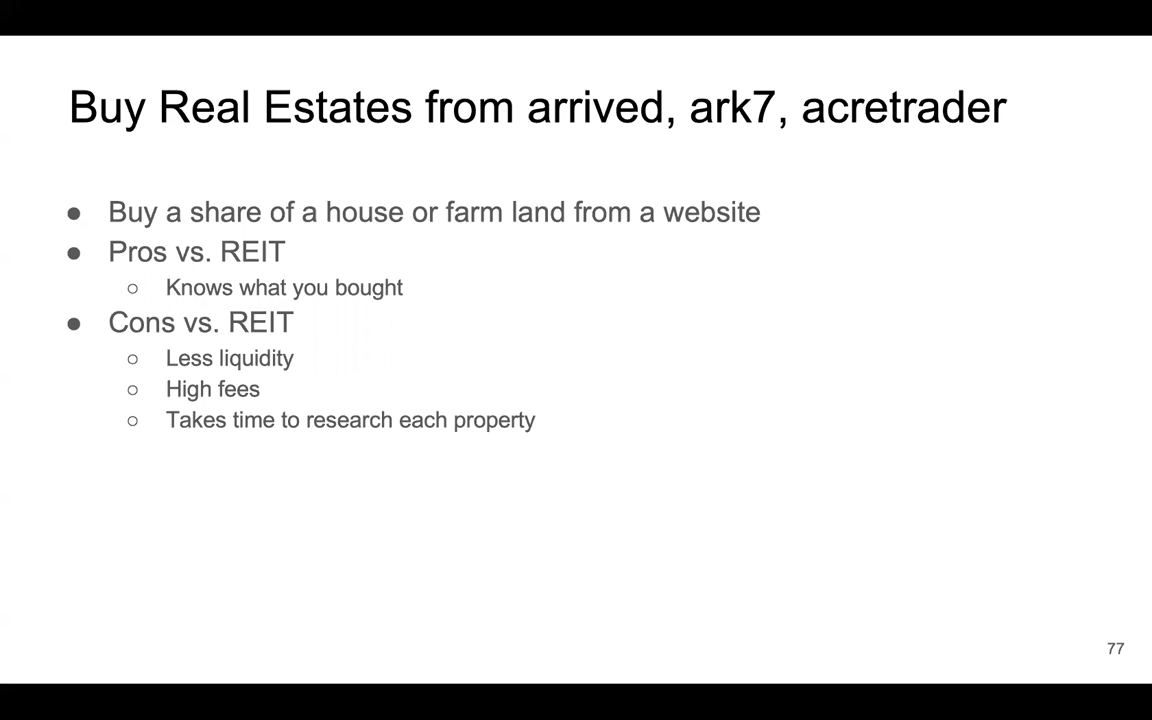 Buy Real Estates from arrived, ark7, acretrader
● Buy a share of a house or farm land from a website
● Pros vs. REIT
○ Knows what you bought
● Cons vs. REIT
○ Less liquidity
○ High fees
○ Takes time to research each property
77